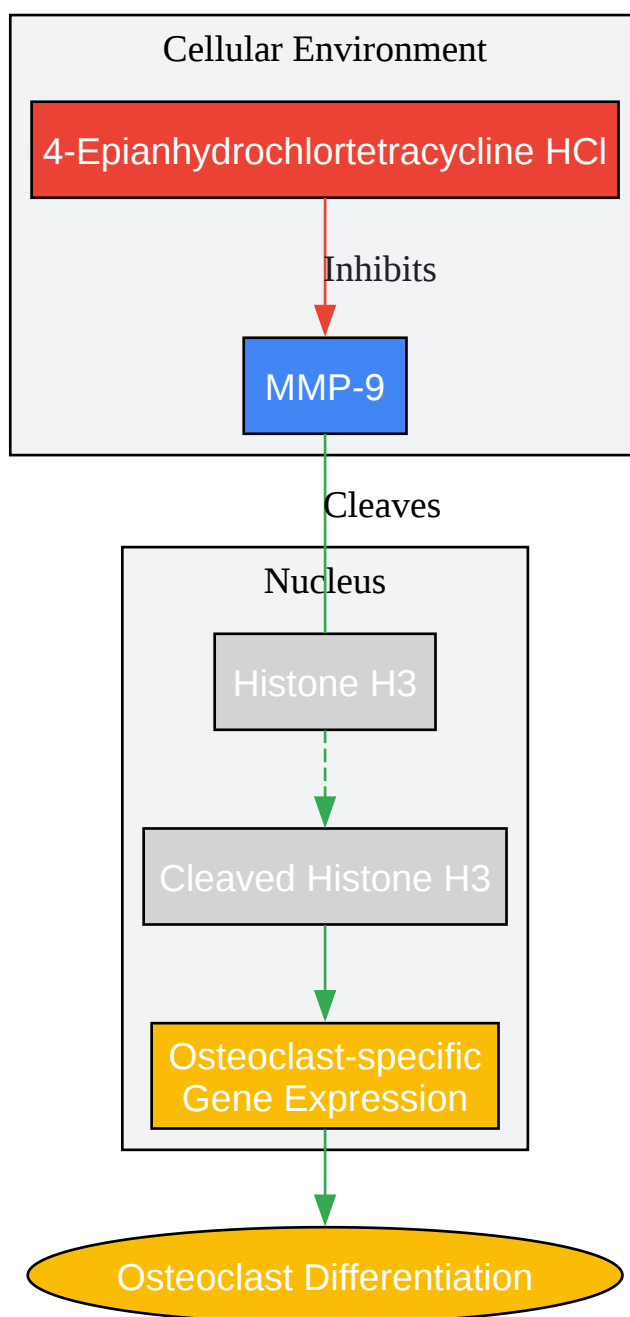 Cellular Environment
4-Epianhydrochlortetracycline HCl
Inhibits
MMP-9
Cleaves
Nucleus
Histone H3
Cleaved Histone H3
Osteoclast-specific
Gene Expression
Osteoclast Differentiation